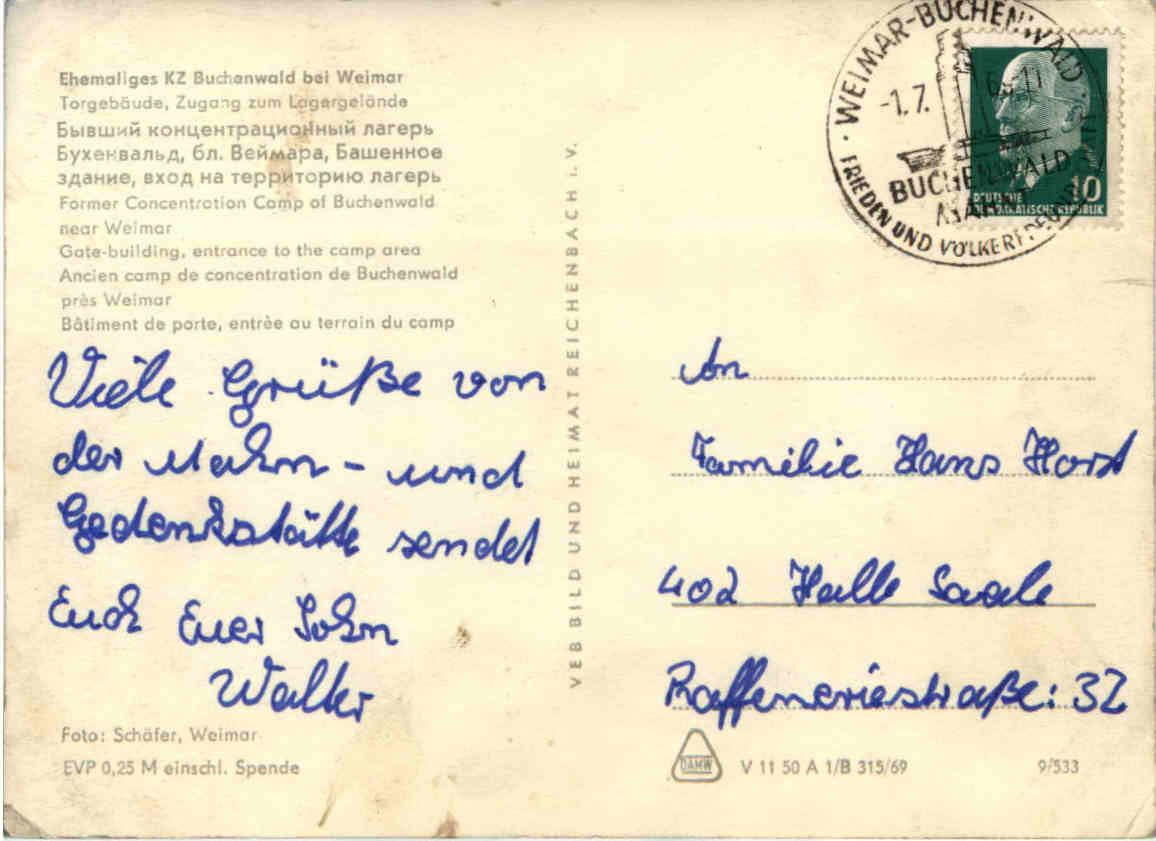 Ehemaliges KZ Buchenwald bei Weimar
Torgebäude, Zugang zum Lagergelände
Бывший концентрационный лагерь
Бухенвальд, бл. Веймара, Башенное
здание, вход на территорию лагерь
Former Concentration Camp of Buchenwald
near Weimar
Gate-building, entrance to the camp area
Ancien camp de concentration de Buchenwald
près Weimar
Bâtiment de porte, entrèe au terrain du camp
Viele Grüße von
der Mahn- und
Gedenkstätte sendet
Euch Euer Sohn
Walter
Foto: Schäfer, Weimar
EVP 0,25 M einschl. Spende
VEB BILD UND HEIMAT REICHENBACH i. V.
WEIMAR-BUCHENWALD
-1.7.
BUCHENWALD
FRIEDEN UND
DEUTSCHE
DEMOKRATISCHE REPUBLIK
10
An
Familie Hans Horst
402 Halle Saale
Raffeneriestraße: 32
DAMW
V 11 50 A 1/B 315/69
9/533